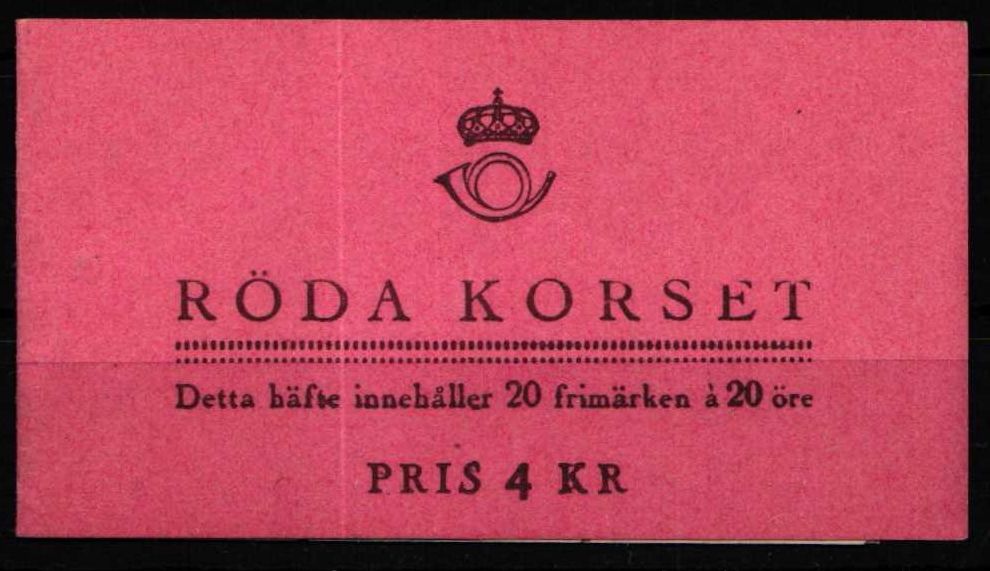 RÖDA KORSET
Detta häfte innehåller 20 frimärken à 20 öre
PRIS 4 KR